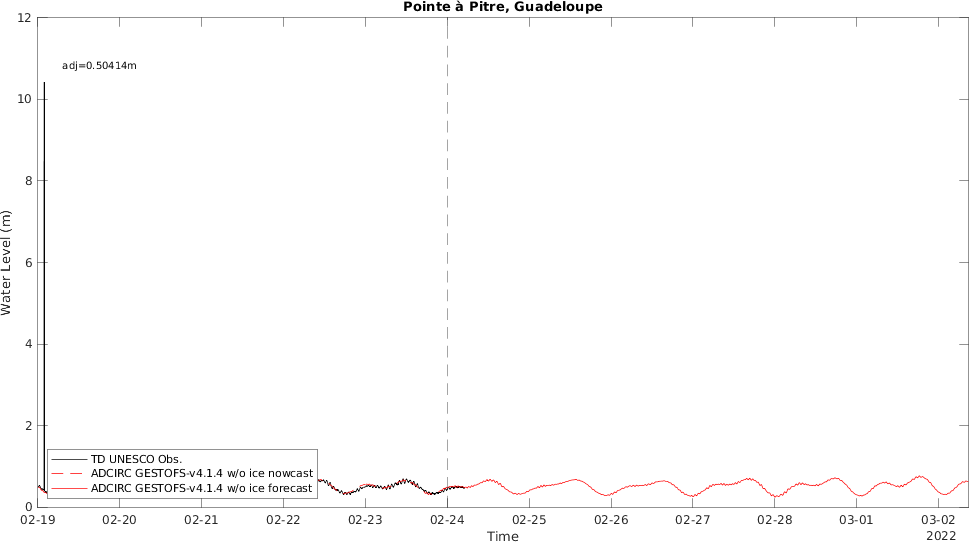 Pointe à Pitre, Guadeloupe
adj=0.50414m
12
10
8
6
4
2
0
Water Level (m)
TD UNESCO Obs.
ADCIRC GESTOFS-v4.1.4 w/o ice nowcast
ADCIRC GESTOFS-v4.1.4 w/o ice forecast
02-19 02-20 02-21 02-22 02-23 02-24 02-25 02-26 02-27 02-28 03-01 03-02
Time
2022